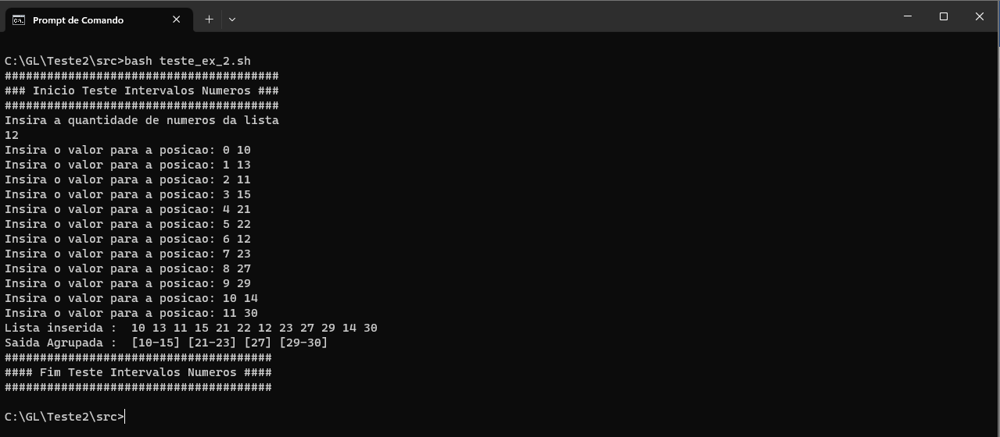 Prompt de Comando
C:\GL\Teste2\src>bash teste_ex_2.sh
#######################################
### Inicio Teste Intervalos Numeros ###
#######################################
Insira a quantidade de numeros da lista
12
Insira o valor para a posicao: 0 10
Insira o valor para a posicao: 1 13
Insira o valor para a posicao: 2 11
Insira o valor para a posicao: 3 15
Insira o valor para a posicao: 4 21
Insira o valor para a posicao: 5 22
Insira o valor para a posicao: 6 12
Insira o valor para a posicao: 7 23
Insira o valor para a posicao: 8 27
Insira o valor para a posicao: 9 29
Insira o valor para a posicao: 10 14
Insira o valor para a posicao: 11 30
Lista inserida :  10 13 11 15 21 22 12 23 27 29 14 30
Saida Agrupada :  [10-15] [21-23] [27] [29-30]
######################################
#### Fim Teste Intervalos Numeros ####
######################################
C:\GL\Teste2\src>